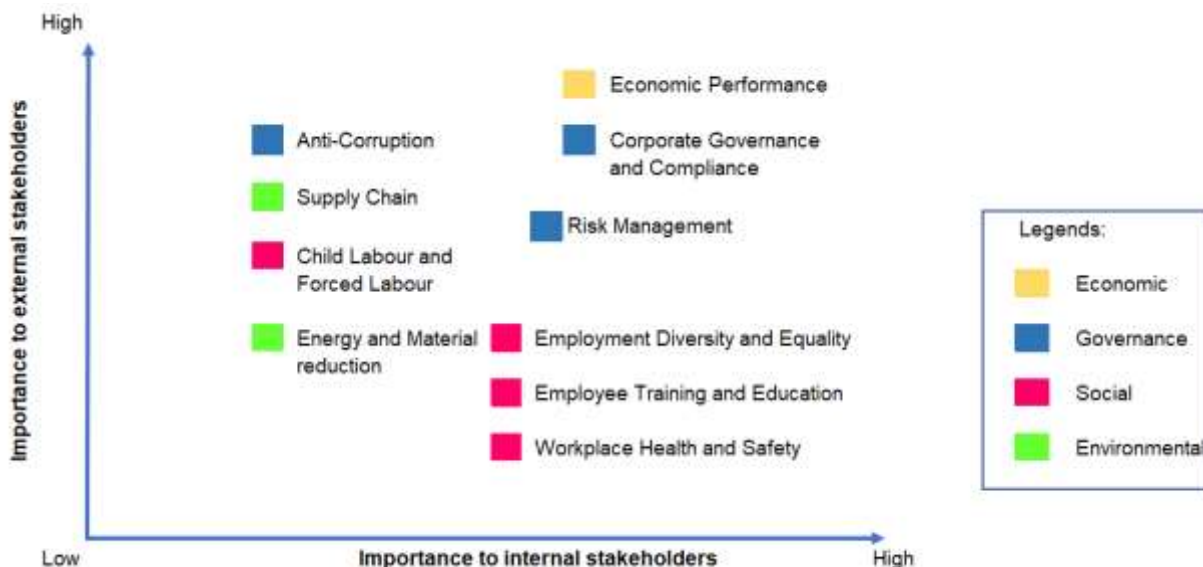 High
Importance to external stakeholders
Economic Performance
Anti-Corruption
Corporate Governance
and Compliance
Supply Chain
Risk Management
Child Labour and
Forced Labour
Energy and Material
reduction
Employment Diversity and Equality
Employee Training and Education
Workplace Health and Safety
Legends:
Economic
Governance
Social
Environmental
Low
Importance to internal stakeholders
High